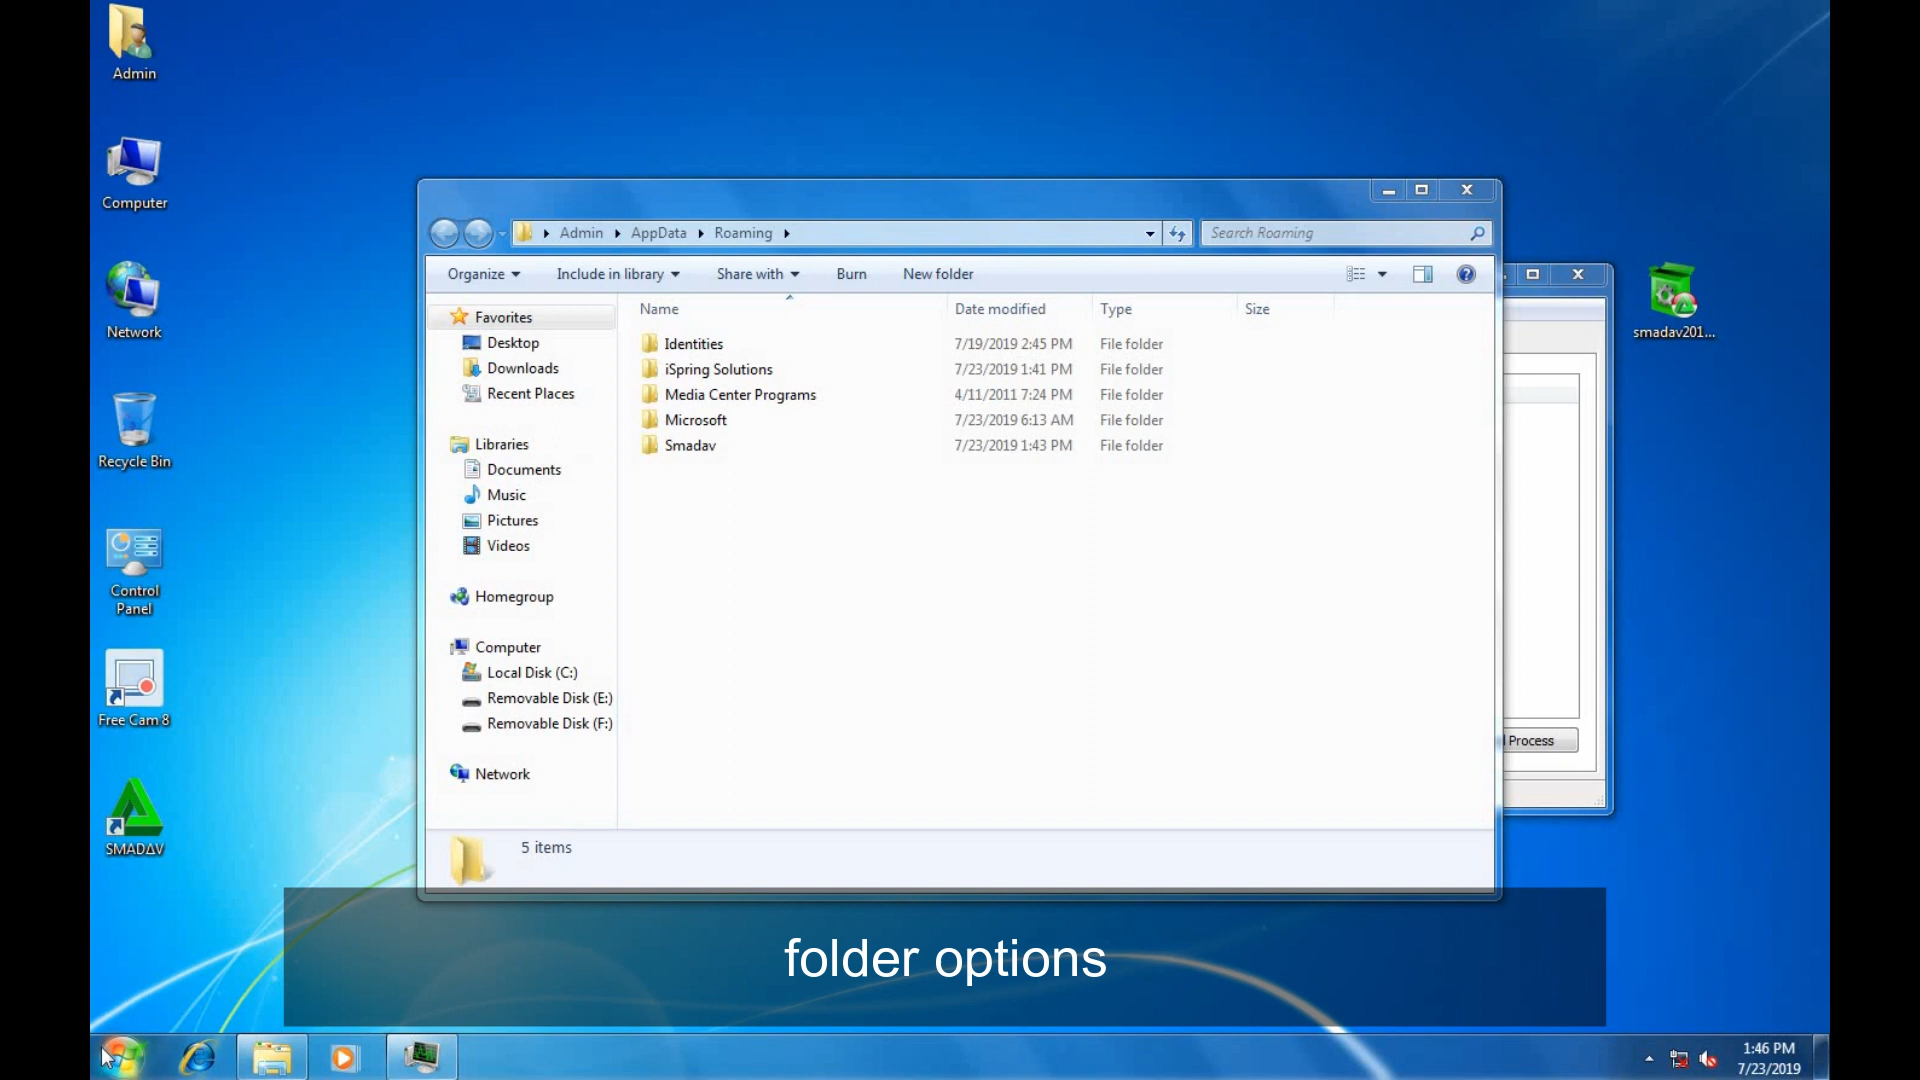 Admin
Computer
Network
Recycle Bin
Control
Panel
Free Cam 8
SMADAV
Admin AppData Roaming
Search Roaming
Organize Include in library Share with Burn New folder
Name Date modified Type Size
Favorites
Desktop
Downloads
Recent Places
Libraries
Documents
Music
Pictures
Videos
Homegroup
Computer
Local Disk (C:)
Removable Disk (E:)
Removable Disk (F:)
Network
Identities 7/19/2019 2:45 PM File folder
iSpring Solutions 7/23/2019 1:41 PM File folder
Media Center Programs 4/11/2011 7:24 PM File folder
Microsoft 7/23/2019 6:13 AM File folder
Smadav 7/23/2019 1:43 PM File folder
5 items
smadav201...
Process
folder options
1:46 PM
7/23/2019